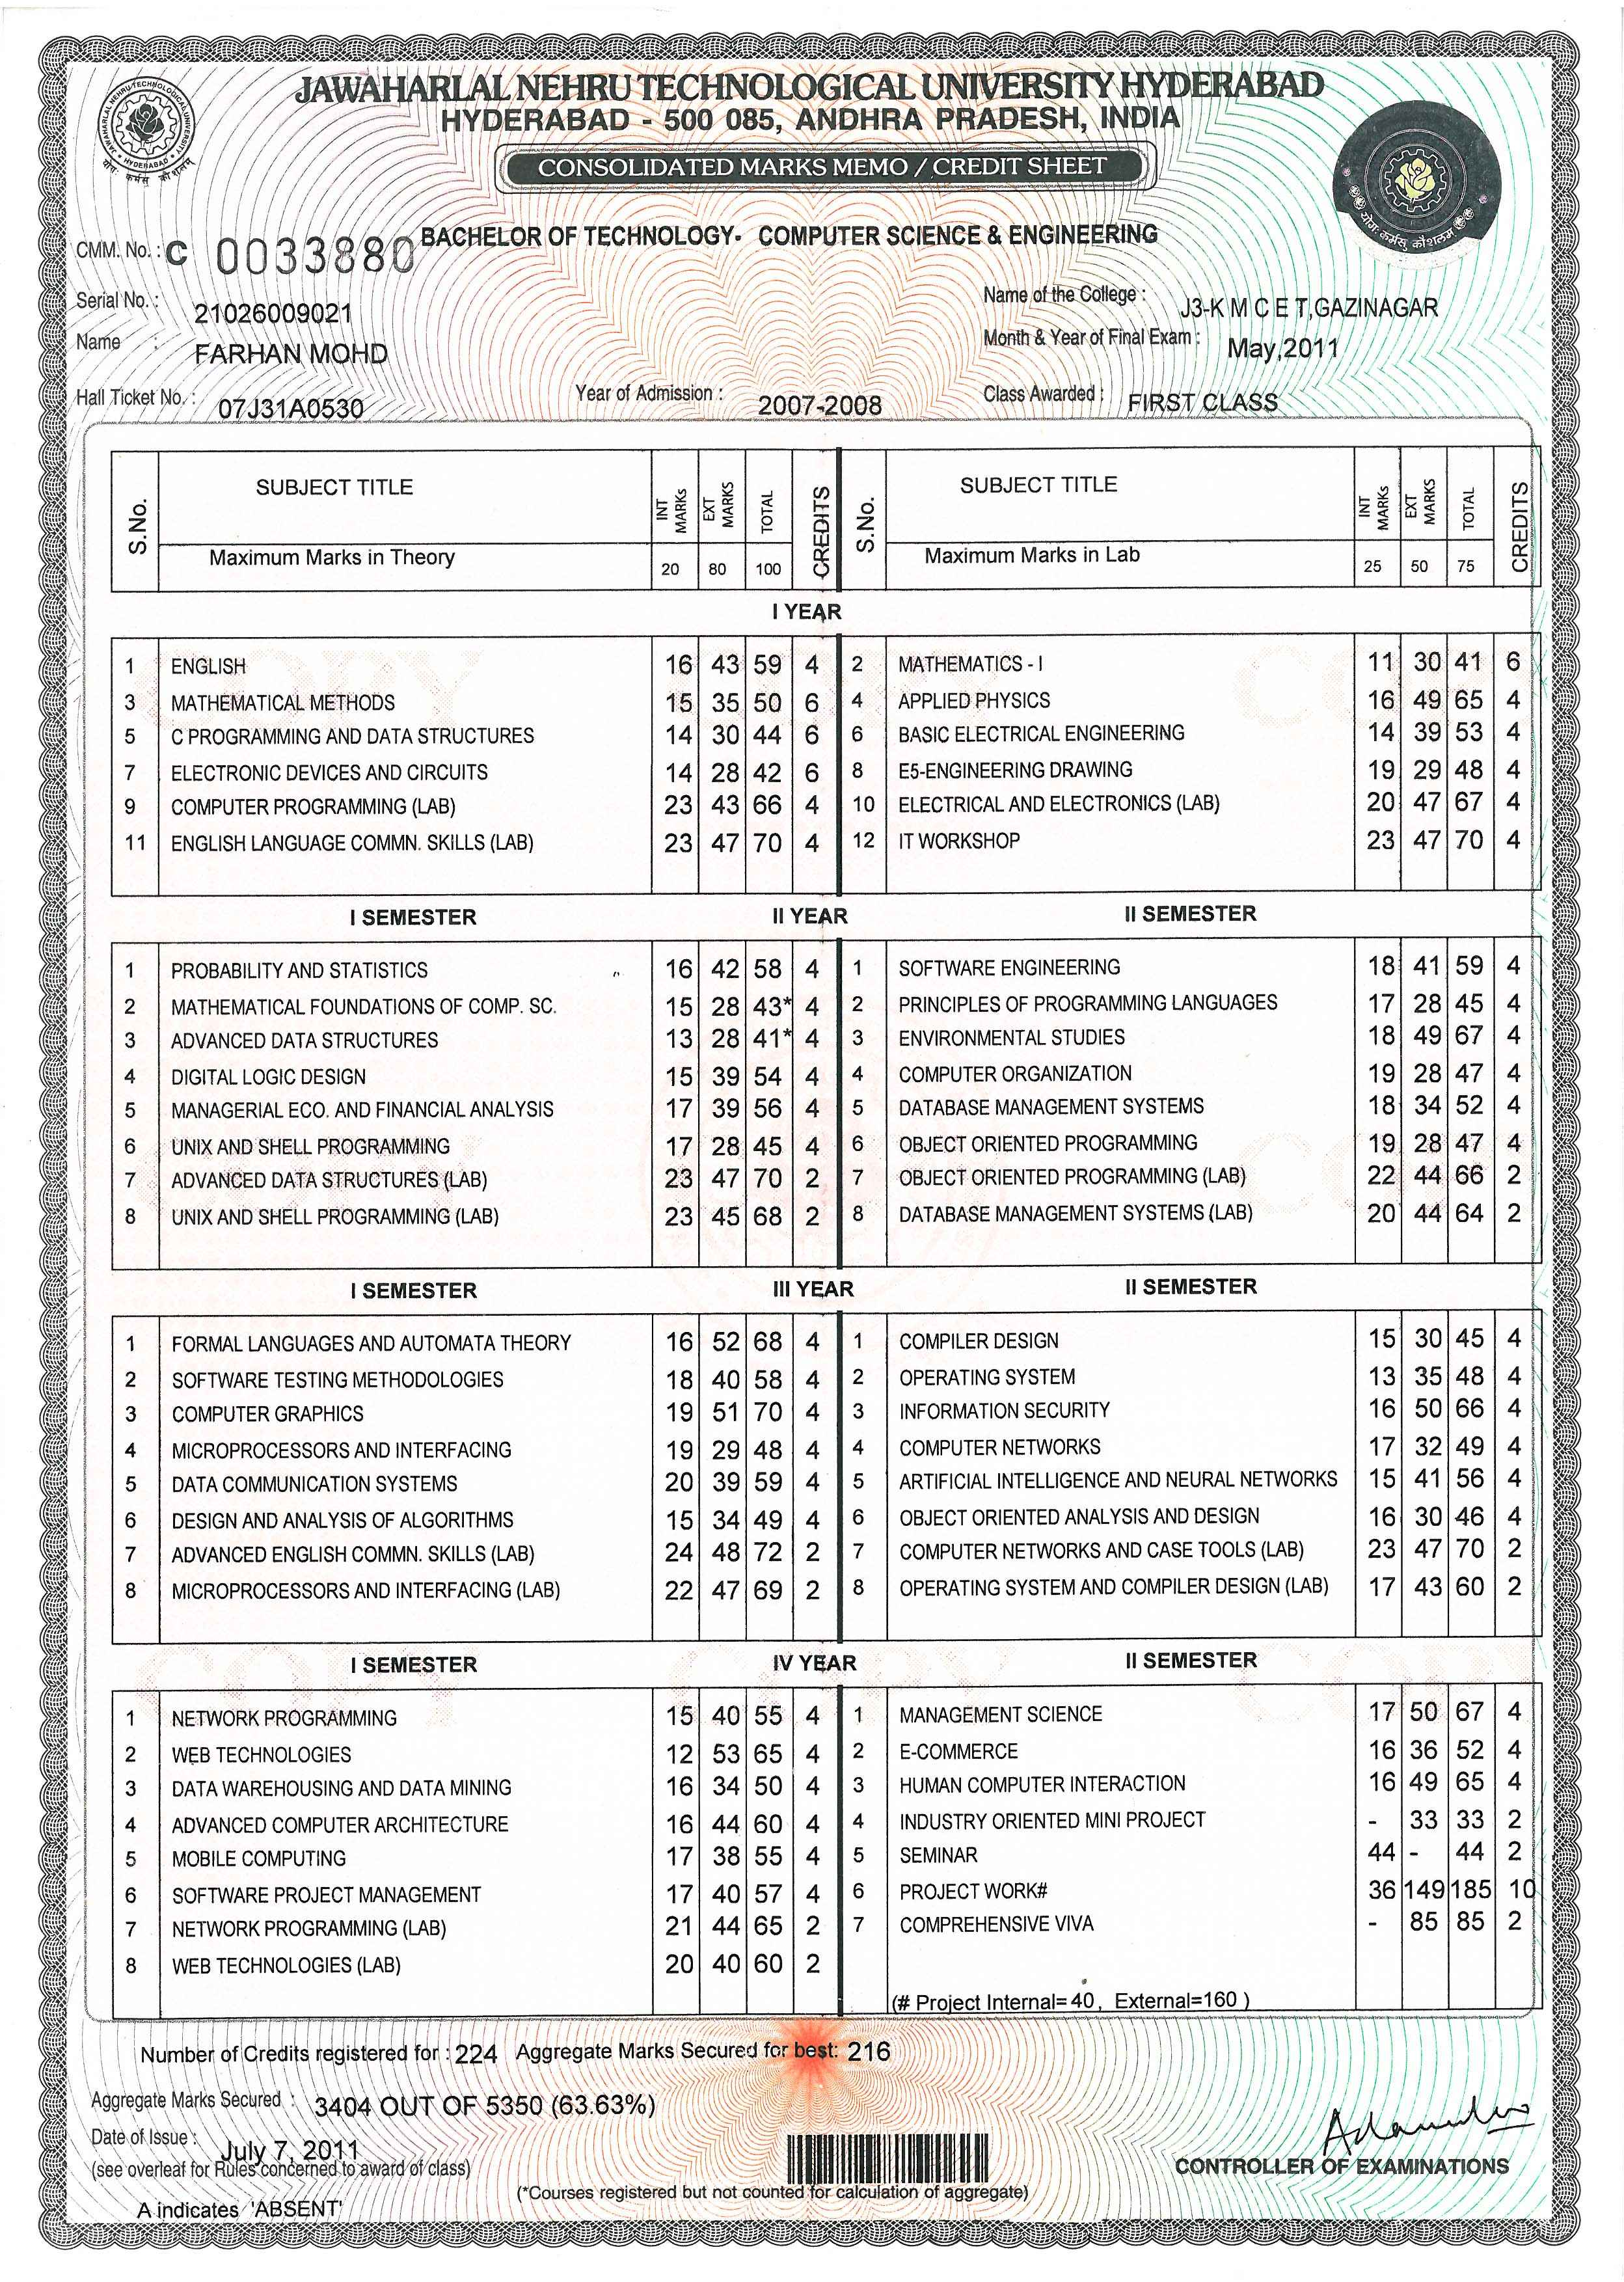 JAWAHARLAL NEHRU TECHNOLOGICAL UNIVERSITY HYDERABAD
HYDERABAD - 500 085, ANDHRA PRADESH, INDIA
CONSOLIDATED MARKS MEMO / CREDIT SHEET
JAWAHARLAL NEHRU TECHNOLOGICAL UNIVERSITY
HYDERABAD
योगः कर्मसु कौशलम्
योगः कर्मसु कौशलम्
BACHELOR OF TECHNOLOGY- COMPUTER SCIENCE & ENGINEERING
CMM. No. : C 0033880
Serial No. : 21026009021 Name of the College : J3-K M C E T,GAZINAGAR
Name : FARHAN MOHD Month & Year of Final Exam : May,2011
Hall Ticket No. : 07J31A0530 Year of Admission : 2007-2008 Class Awarded : FIRST CLASS
S.No. SUBJECT TITLE INT MARKs EXT MARKS TOTAL CREDITS S.No. SUBJECT TITLE INT MARKs EXT MARKS TOTAL CREDITS
Maximum Marks in Theory 20 80 100 Maximum Marks in Lab 25 50 75
I YEAR
1 ENGLISH 16 43 59 4 2 MATHEMATICS - I 11 30 41 6
3 MATHEMATICAL METHODS 15 35 50 6 4 APPLIED PHYSICS 16 49 65 4
5 C PROGRAMMING AND DATA STRUCTURES 14 30 44 6 6 BASIC ELECTRICAL ENGINEERING 14 39 53 4
7 ELECTRONIC DEVICES AND CIRCUITS 14 28 42 6 8 E5-ENGINEERING DRAWING 19 29 48 4
9 COMPUTER PROGRAMMING (LAB) 23 43 66 4 10 ELECTRICAL AND ELECTRONICS (LAB) 20 47 67 4
11 ENGLISH LANGUAGE COMMN. SKILLS (LAB) 23 47 70 4 12 IT WORKSHOP 23 47 70 4
I SEMESTER II YEAR II SEMESTER
1 PROBABILITY AND STATISTICS 16 42 58 4 1 SOFTWARE ENGINEERING 18 41 59 4
2 MATHEMATICAL FOUNDATIONS OF COMP. SC. 15 28 43* 4 2 PRINCIPLES OF PROGRAMMING LANGUAGES 17 28 45 4
3 ADVANCED DATA STRUCTURES 13 28 41* 4 3 ENVIRONMENTAL STUDIES 18 49 67 4
4 DIGITAL LOGIC DESIGN 15 39 54 4 4 COMPUTER ORGANIZATION 19 28 47 4
5 MANAGERIAL ECO. AND FINANCIAL ANALYSIS 17 39 56 4 5 DATABASE MANAGEMENT SYSTEMS 18 34 52 4
6 UNIX AND SHELL PROGRAMMING 17 28 45 4 6 OBJECT ORIENTED PROGRAMMING 19 28 47 4
7 ADVANCED DATA STRUCTURES (LAB) 23 47 70 2 7 OBJECT ORIENTED PROGRAMMING (LAB) 22 44 66 2
8 UNIX AND SHELL PROGRAMMING (LAB) 23 45 68 2 8 DATABASE MANAGEMENT SYSTEMS (LAB) 20 44 64 2
I SEMESTER III YEAR II SEMESTER
1 FORMAL LANGUAGES AND AUTOMATA THEORY 16 52 68 4 1 COMPILER DESIGN 15 30 45 4
2 SOFTWARE TESTING METHODOLOGIES 18 40 58 4 2 OPERATING SYSTEM 13 35 48 4
3 COMPUTER GRAPHICS 19 51 70 4 3 INFORMATION SECURITY 16 50 66 4
4 MICROPROCESSORS AND INTERFACING 19 29 48 4 4 COMPUTER NETWORKS 17 32 49 4
5 DATA COMMUNICATION SYSTEMS 20 39 59 4 5 ARTIFICIAL INTELLIGENCE AND NEURAL NETWORKS 15 41 56 4
6 DESIGN AND ANALYSIS OF ALGORITHMS 15 34 49 4 6 OBJECT ORIENTED ANALYSIS AND DESIGN 16 30 46 4
7 ADVANCED ENGLISH COMMN. SKILLS (LAB) 24 48 72 2 7 COMPUTER NETWORKS AND CASE TOOLS (LAB) 23 47 70 2
8 MICROPROCESSORS AND INTERFACING (LAB) 22 47 69 2 8 OPERATING SYSTEM AND COMPILER DESIGN (LAB) 17 43 60 2
I SEMESTER IV YEAR II SEMESTER
1 NETWORK PROGRAMMING 15 40 55 4 1 MANAGEMENT SCIENCE 17 50 67 4
2 WEB TECHNOLOGIES 12 53 65 4 2 E-COMMERCE 16 36 52 4
3 DATA WAREHOUSING AND DATA MINING 16 34 50 4 3 HUMAN COMPUTER INTERACTION 16 49 65 4
4 ADVANCED COMPUTER ARCHITECTURE 16 44 60 4 4 INDUSTRY ORIENTED MINI PROJECT - 33 33 2
5 MOBILE COMPUTING 17 38 55 4 5 SEMINAR 44 - 44 2
6 SOFTWARE PROJECT MANAGEMENT 17 40 57 4 6 PROJECT WORK# 36 149 185 10
7 NETWORK PROGRAMMING (LAB) 21 44 65 2 7 COMPREHENSIVE VIVA - 85 85 2
8 WEB TECHNOLOGIES (LAB) 20 40 60 2
(# Project Internal= 40, External=160 )
Number of Credits registered for : 224 Aggregate Marks Secured for best: 216
Aggregate Marks Secured : 3404 OUT OF 5350 (63.63%)
Date of Issue : July 7, 2011
(see overleaf for Rules concerned to award of class)
CONTROLLER OF EXAMINATIONS
(*Courses registered but not counted for calculation of aggregate)
A indicates 'ABSENT'
COPY